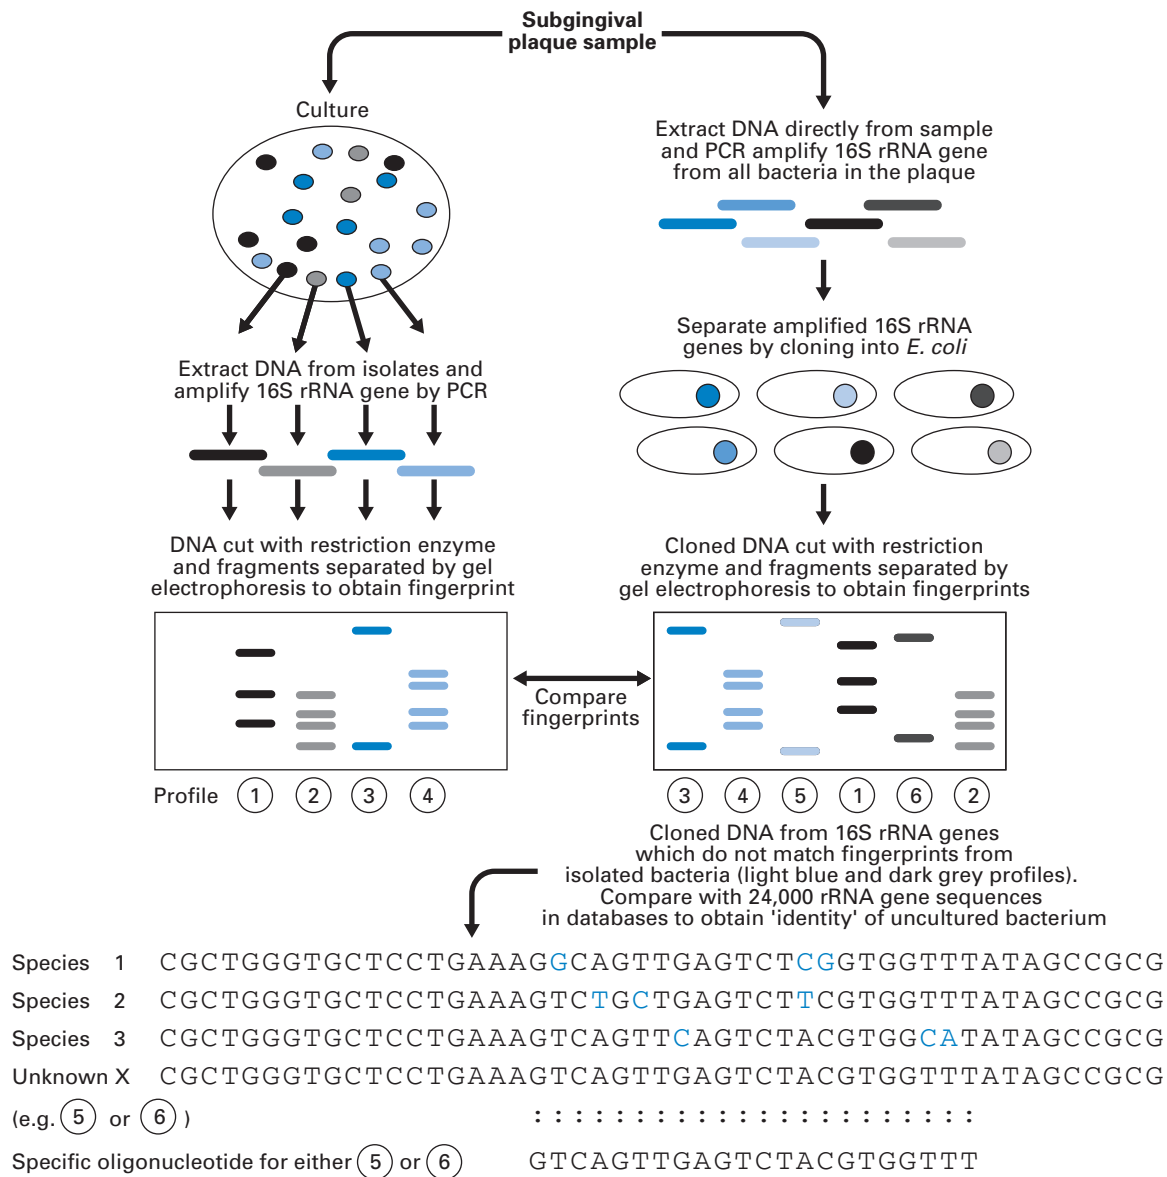 Subgingival
plaque sample
Culture
Extract DNA directly from sample
and PCR amplify 16S rRNA gene
from all bacteria in the plaque
Separate amplified 16S rRNA
genes by cloning into E. coli
Extract DNA from isolates and
amplify 16S rRNA gene by PCR
DNA cut with restriction enzyme
and fragments separated by gel
electrophoresis to obtain fingerprint
Cloned DNA cut with restriction
enzyme and fragments separated by
gel electrophoresis to obtain fingerprints
Compare
fingerprints
Profile 1 2 3 4
3 4 5 1 6 2
Cloned DNA from 16S rRNA genes
which do not match fingerprints from
isolated bacteria (light blue and dark grey profiles).
Compare with 24,000 rRNA gene sequences
in databases to obtain 'identity' of uncultured bacterium
Species 1 CGCTGGGTGCTCCTGAAAGGCAGTTGAGTCTCGGTGGTTTATAGCCGCG
Species 2 CGCTGGGTGCTCCTGAAAGTCTGCTGAGTCTTCGTGGTTTATAGCCGCG
Species 3 CGCTGGGTGCTCCTGAAAGTCAGTTCAGTCTACGTGGCATATAGCCGCG
Unknown X CGCTGGGTGCTCCTGAAAGTCAGTTGAGTCTACGTGGTTTATAGCCGCG
(e.g. 5 or 6 ) : : : : : : : : : : : : : : : : : : : : : :
Specific oligonucleotide for either 5 or 6 GTCAGTTGAGTCTACGTGGTTT